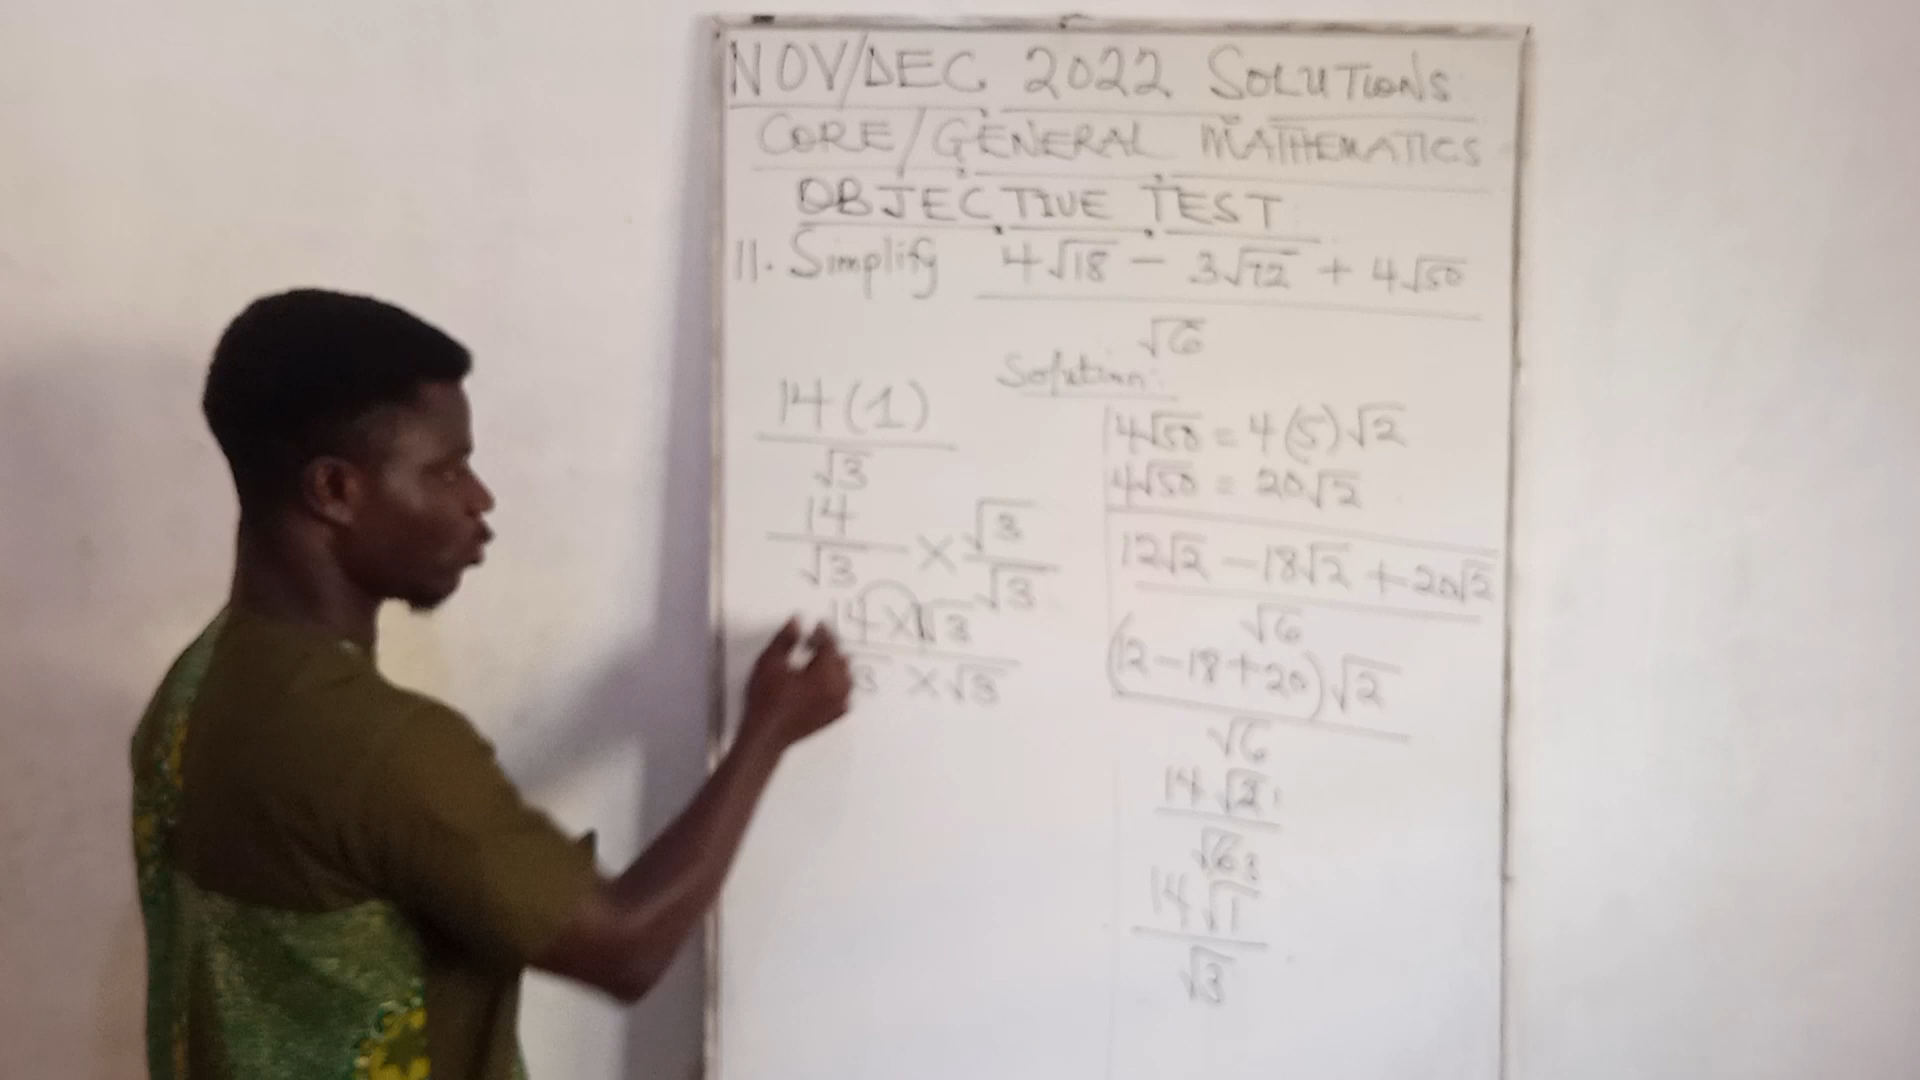 NOV/DEC 2022 SOLUTIONS
CORE/GENERAL MATHEMATICS
OBJECTIVE TEST
11. Simplify 4√18 - 3√72 + 4√50
√6
Solution:
14(1)
√3
14 × √3
√3 √3
14×√3
3 ×√3
4√50 = 4(5)√2
4√50 = 20√2
12√2 - 18√2 + 20√2
√6
(12-18+20)√2
√6
14√2 1
√6 3
14√1
√3